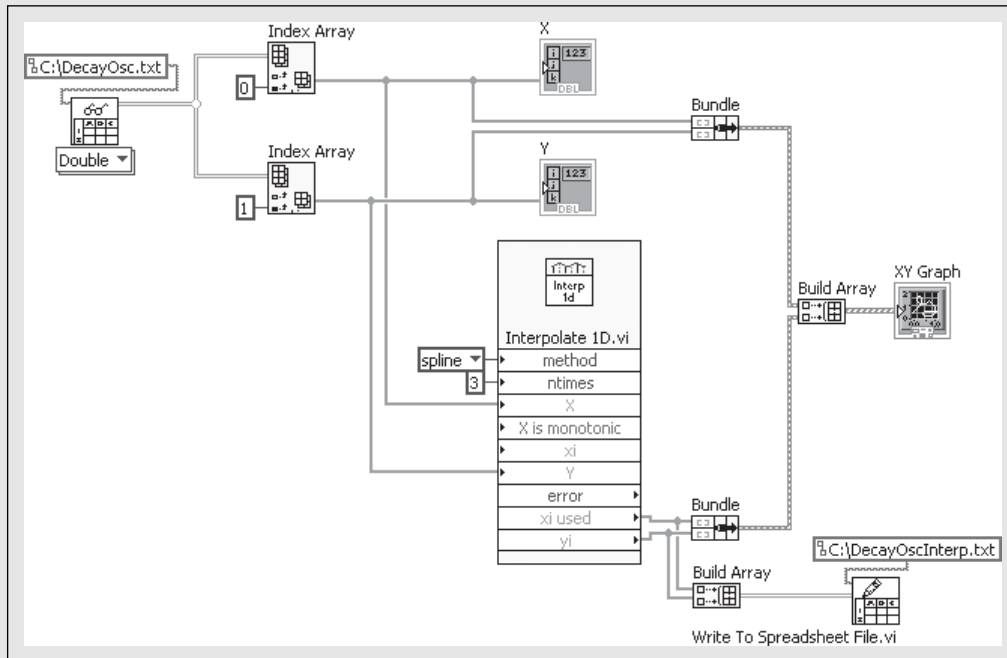 Index Array
X
C:\DecayOsc.txt
123
0
DBL
Bundle
Double
Index Array
Y
123
1
DBL
XY Graph
Interp
1d
Build Array
Interpolate 1D.vi
spline
method
3
ntimes
X
X is monotonic
xi
Y
error
Bundle
xi used
yi
C:\DecayOscInterp.txt
Build Array
Write To Spreadsheet File.vi